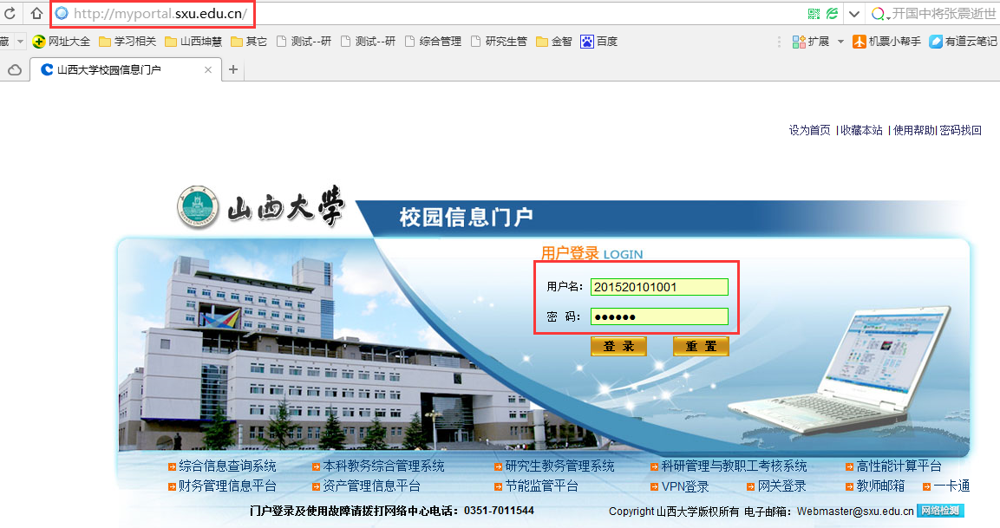 http://myportal.sxu.edu.cn/ 开国中将张震逝世
藏 网址大全 学习相关 山西坤慧 其它 测试--研 测试--研 综合管理 研究生管 金智 百度 扩展 机票小帮手 有道云笔记
山西大学校园信息门户
设为首页 |收藏本站 |使用帮助|密码找回
山西大学 校园信息门户
用户登录 LOGIN
用户名: 201520101001
密 码: ●●●●●●
登 录 重 置
综合信息查询系统 本科教务综合管理系统 研究生教务管理系统 科研管理与教职工考核系统 高性能计算平台
财务管理信息平台 资产管理信息平台 节能监管平台 VPN登录 网关登录 教师邮箱 一卡通
门户登录及使用故障请拨打网络中心电话：0351-7011544 Copyright 山西大学版权所有 电子邮箱：Webmaster@sxu.edu.cn 网络检测